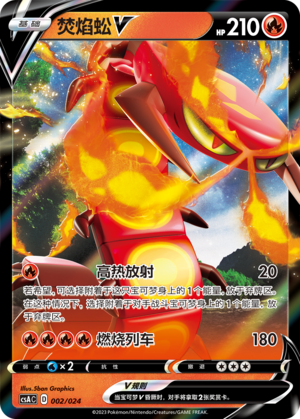 基础
焚焰蚣V
HP 210
高热放射 20
若希望,可选择附着于这只宝可梦身上的1个能量,放于弃牌区。
在这种情况下,选择附着于对手战斗宝可梦身上的1个能量,放
于弃牌区。
燃烧列车 180
弱点 ×2 抗性 撤退
Illus. 5ban Graphics
csAC D 002/024
V规则
当宝可梦V昏厥时,对手将拿取2张奖赏卡。
©2023 Pokémon/Nintendo/Creatures/GAME FREAK.